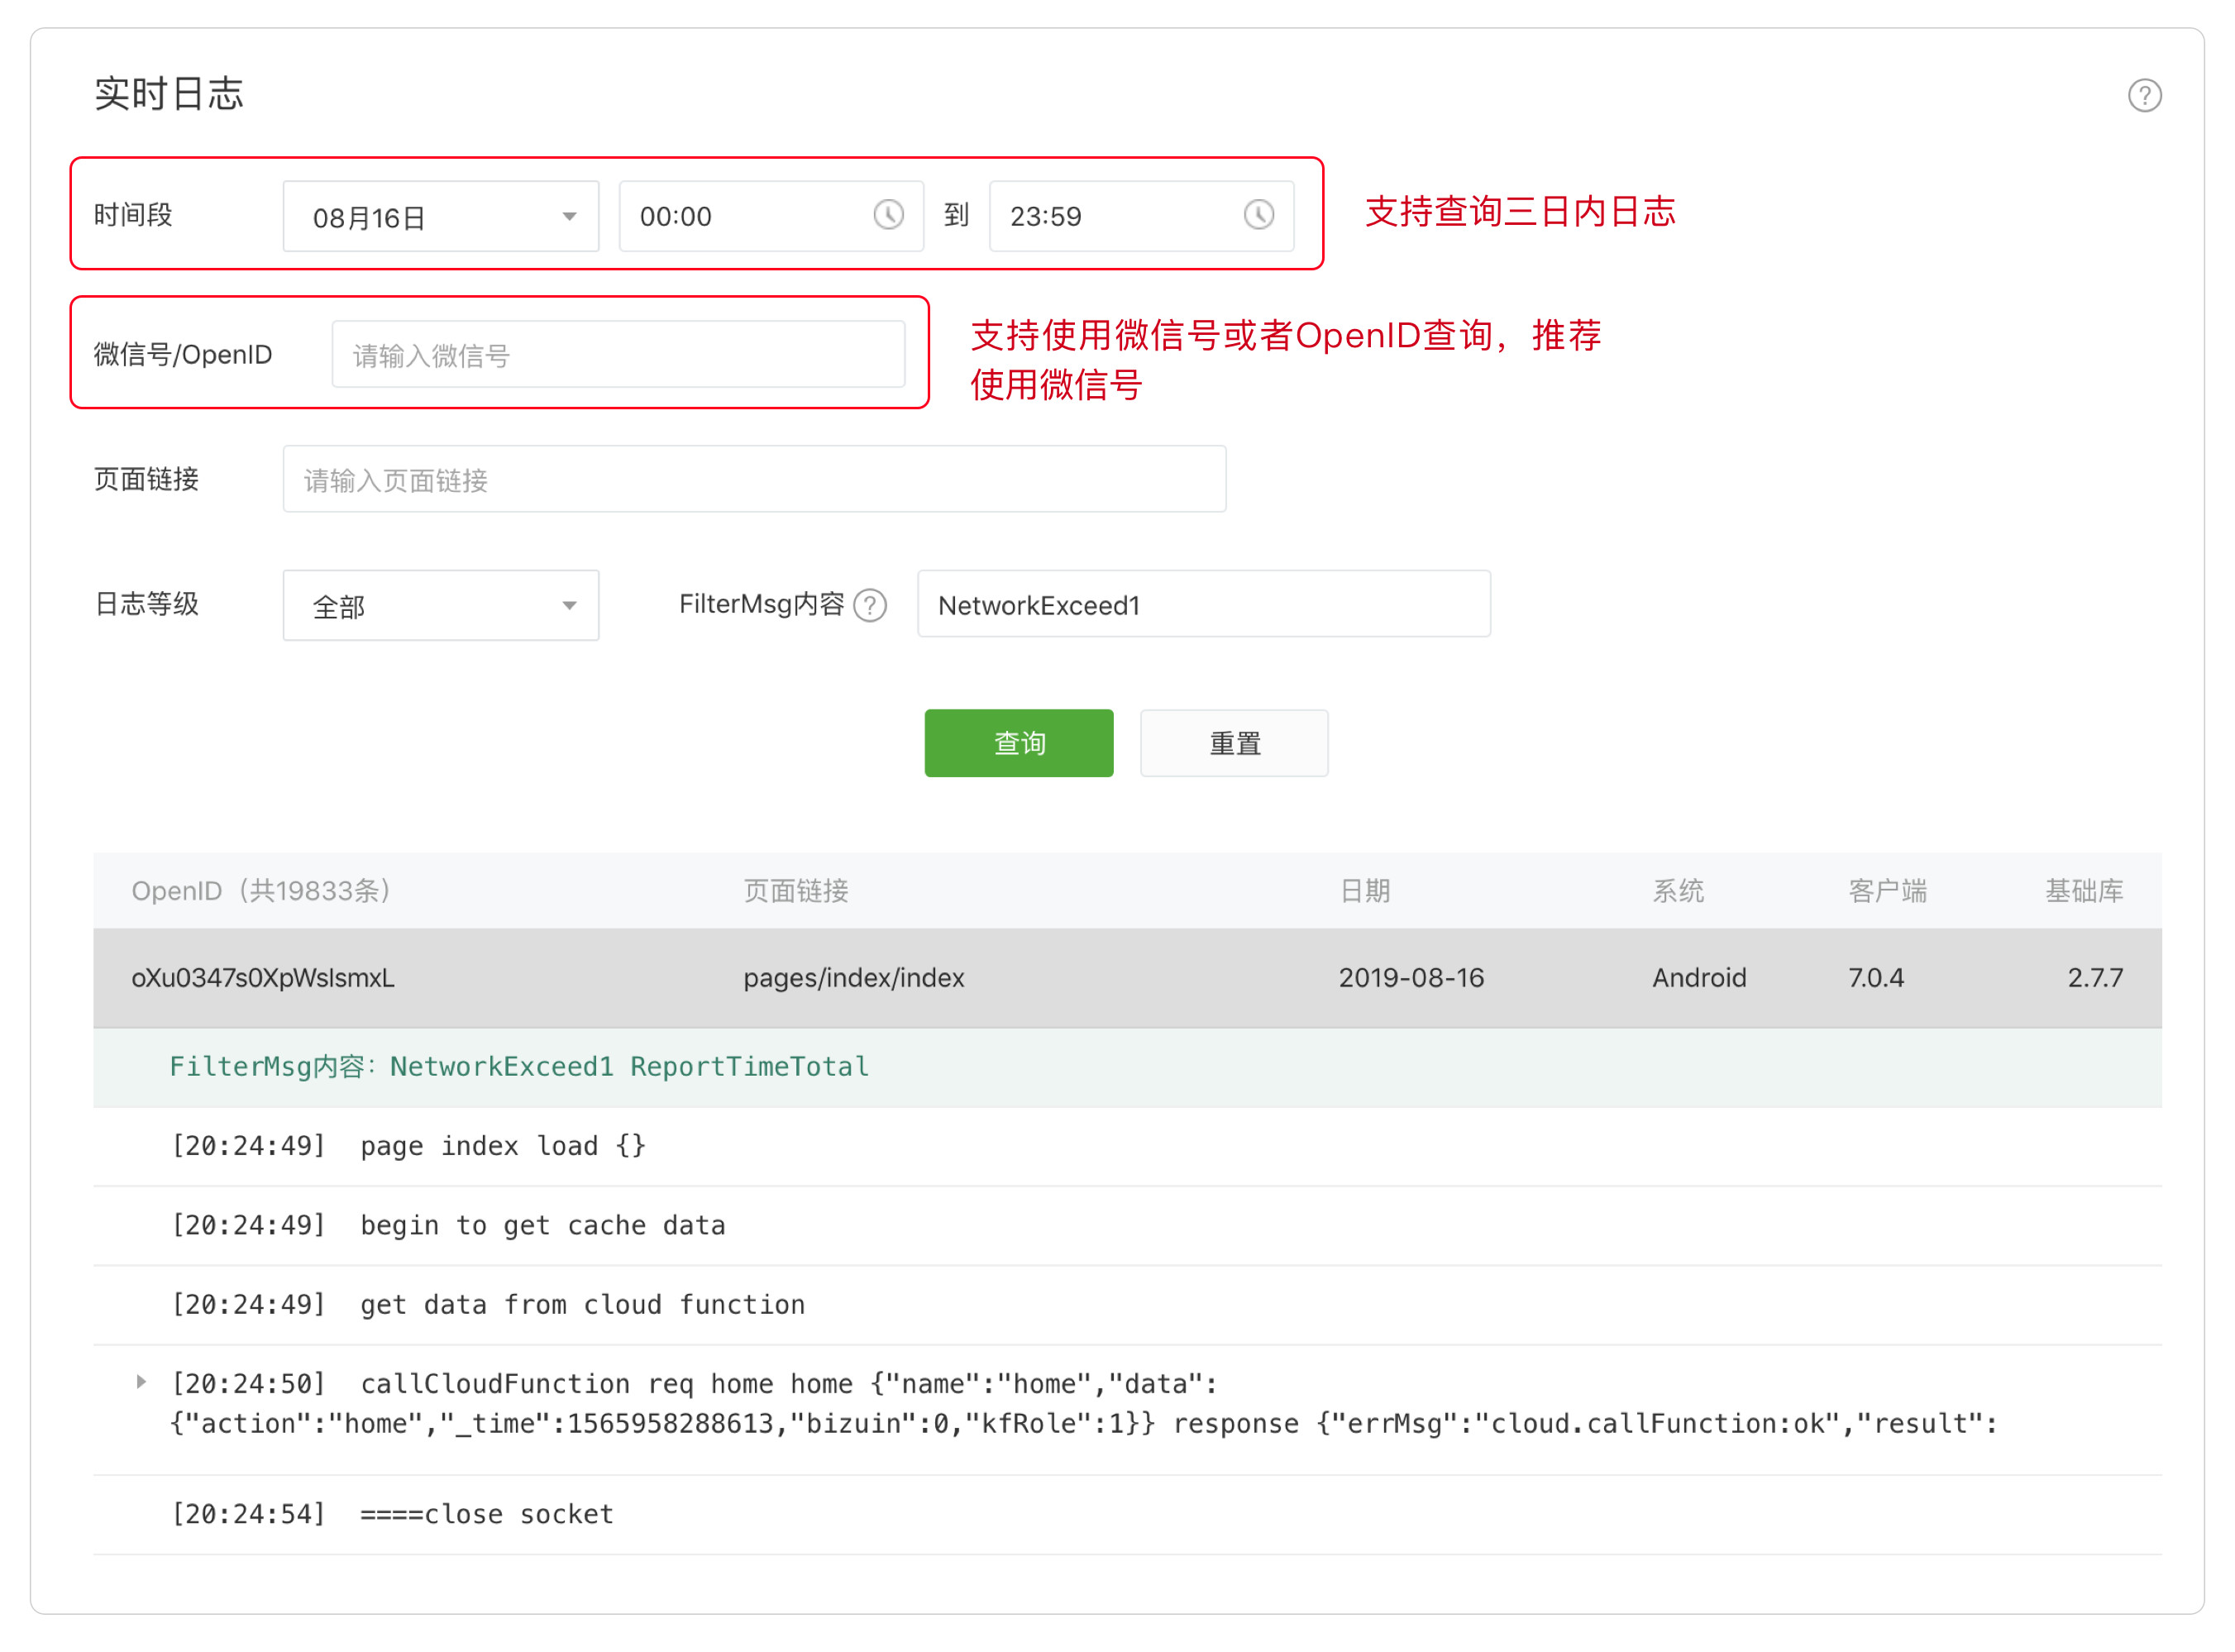 实时日志
时间段 08月16日 00:00 到 23:59 支持查询三日内日志
微信号/OpenID 请输入微信号 支持使用微信号或者OpenID查询，推荐
使用微信号
页面链接 请输入页面链接
日志等级 全部 FilterMsg内容 ? NetworkExceed1
查询 重置
OpenID（共19833条） 页面链接 日期 系统 客户端 基础库
oXu0347s0XpWsIsmxL pages/index/index 2019-08-16 Android 7.0.4 2.7.7
FilterMsg内容：NetworkExceed1 ReportTimeTotal
[20:24:49] page index load {}
[20:24:49] begin to get cache data
[20:24:49] get data from cloud function
[20:24:50] callCloudFunction req home home {"name":"home","data":
{"action":"home","_time":1565958288613,"bizuin":0,"kfRole":1}} response {"errMsg":"cloud.callFunction:ok","result":
[20:24:54] ====close socket